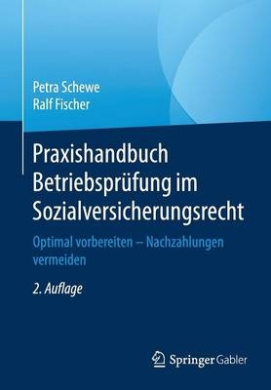 Petra Schewe
Ralf Fischer
Praxishandbuch
Betriebsprüfung im
Sozialversicherungsrecht
Optimal vorbereiten – Nachzahlungen
vermeiden
2. Auflage
Springer Gabler